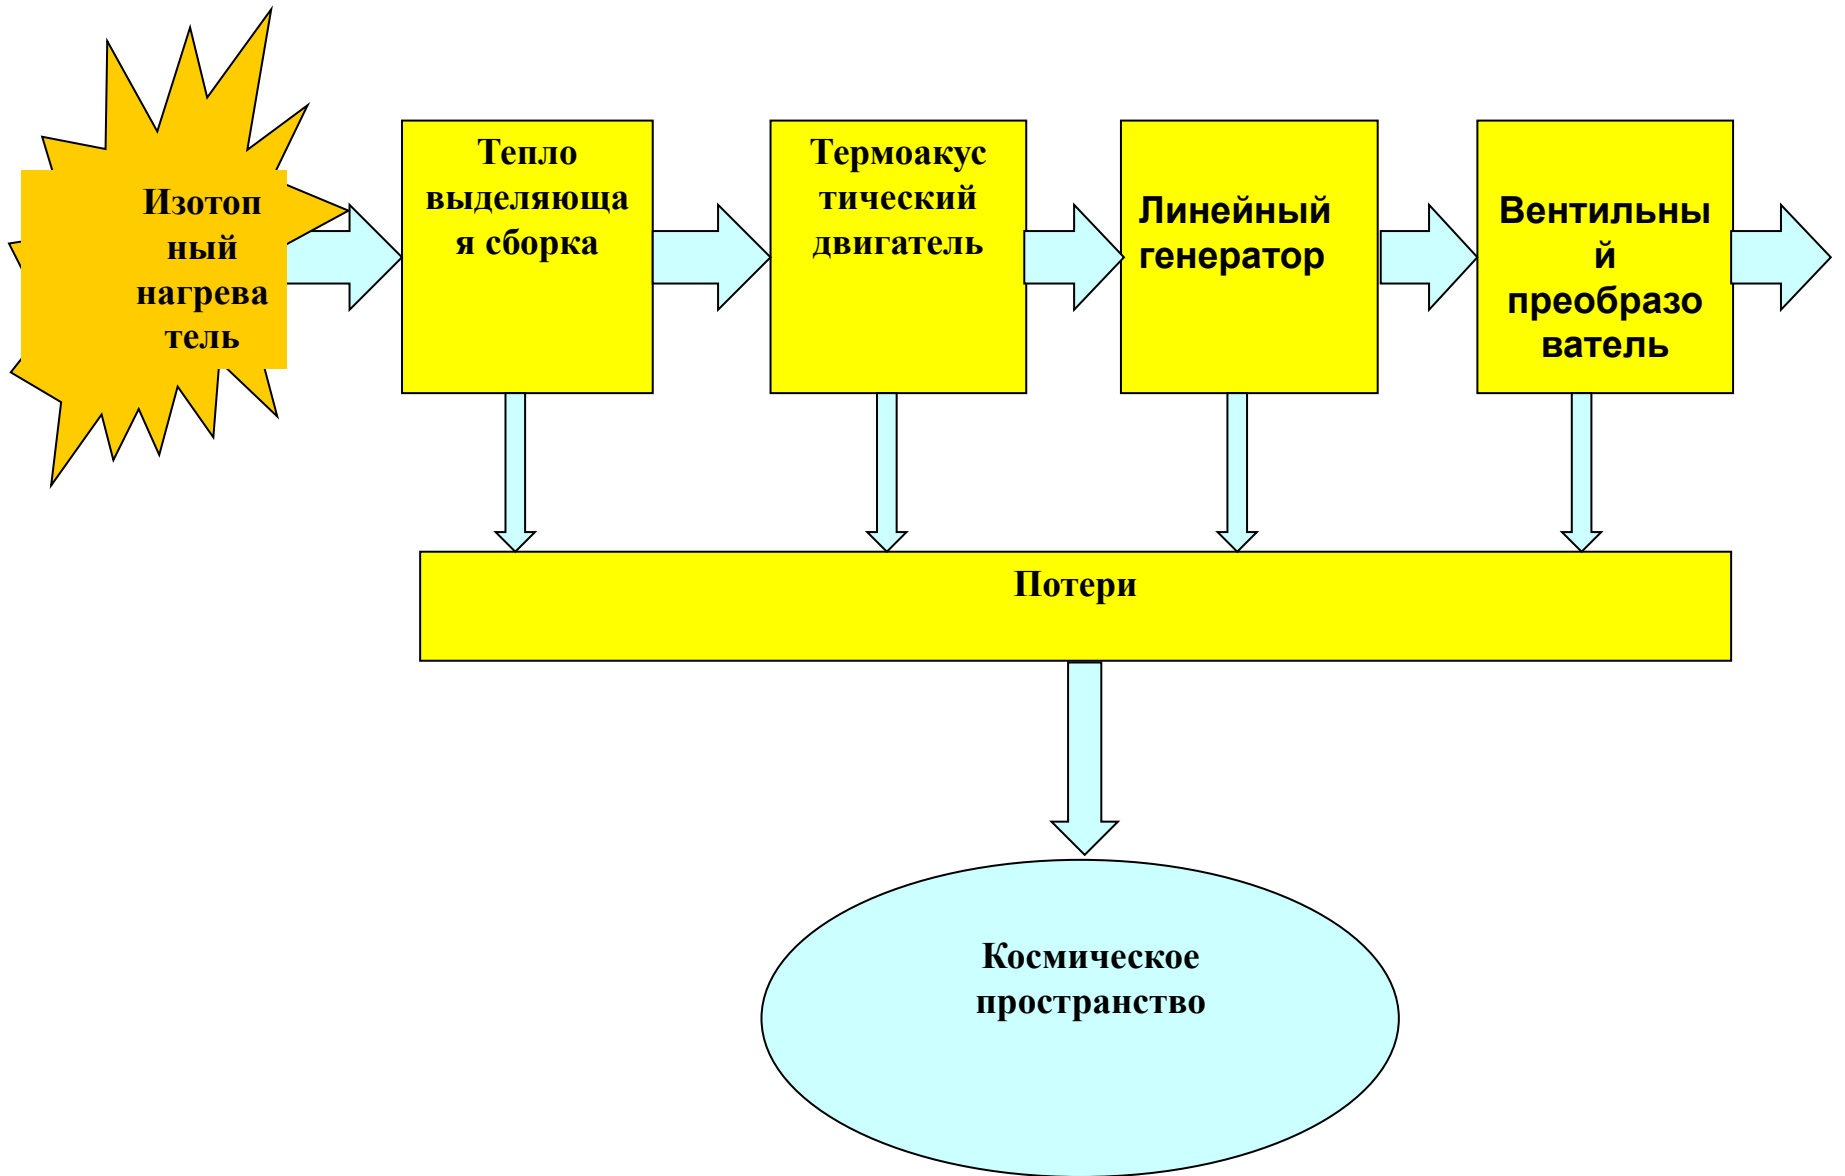 Изотоп
ный
нагрева
тель
Тепло
выделяюща
я сборка
Термоакус
тический
двигатель
Линейный
генератор
Вентильны
й
преобразо
ватель
Потери
Космическое
пространство